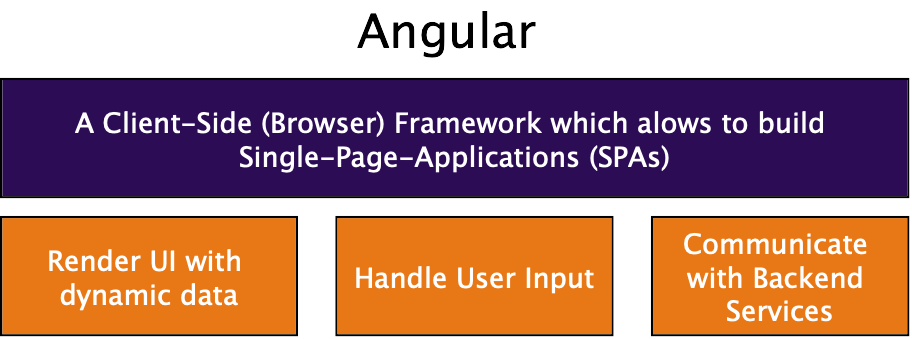 Angular
A Client-Side (Browser) Framework which alows to build
Single-Page-Applications (SPAs)
Render UI with
dynamic data
Handle User Input
Communicate
with Backend
Services